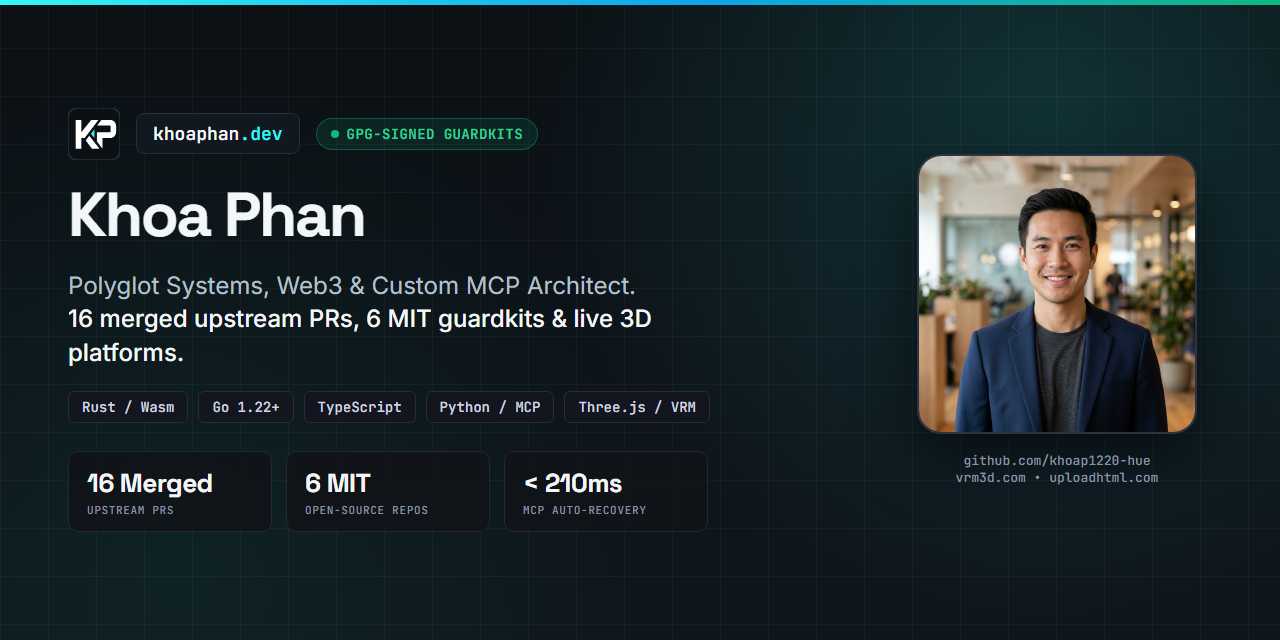 KP
khoaphan.dev
GPG-SIGNED GUARDKITS
Khoa Phan
Polyglot Systems, Web3 & Custom MCP Architect.
16 merged upstream PRs, 6 MIT guardkits & live 3D
platforms.
Rust / Wasm
Go 1.22+
TypeScript
Python / MCP
Three.js / VRM
16 Merged
UPSTREAM PRS
6 MIT
OPEN-SOURCE REPOS
< 210ms
MCP AUTO-RECOVERY
github.com/khoap1220-hue
vrm3d.com • uploadhtml.com